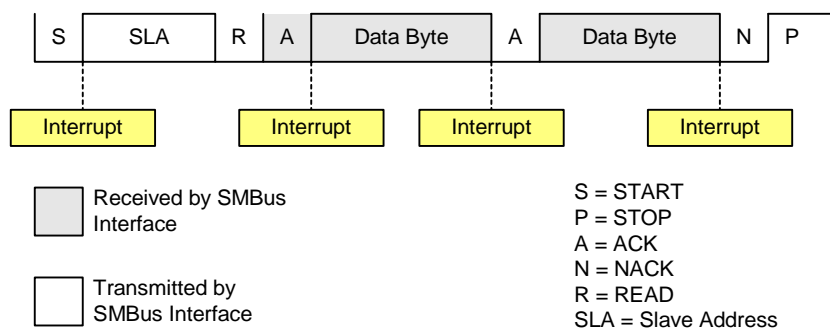 S SLA R A Data Byte A Data Byte N P
Interrupt Interrupt Interrupt Interrupt
Received by SMBus
Interface
Transmitted by
SMBus Interface
S = START
P = STOP
A = ACK
N = NACK
R = READ
SLA = Slave Address